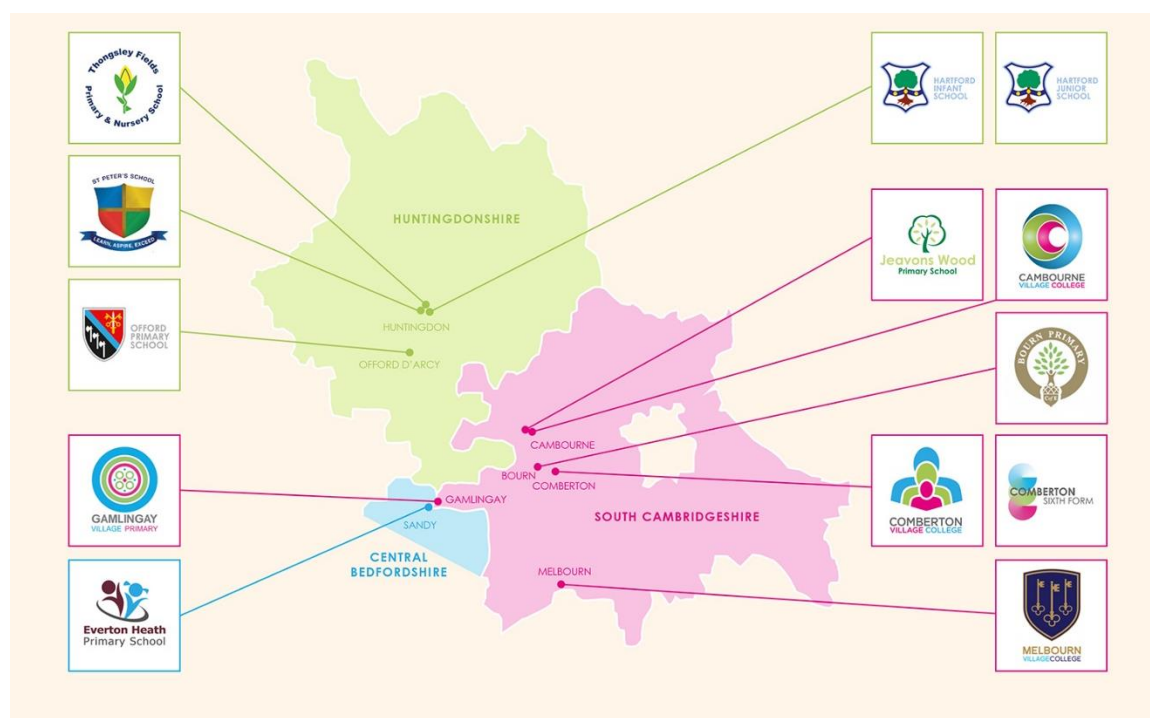 Thongsley Fields
Primary & Nursery School
HARTFORD
INFANT
SCHOOL
HARTFORD
JUNIOR
SCHOOL
ST PETER'S SCHOOL
LEARN, ASPIRE, EXCEED
HUNTINGDONSHIRE
Jeavons Wood
Primary School
CAMBOURNE
VILLAGE COLLEGE
OFFORD
PRIMARY
SCHOOL
HUNTINGDON
OFFORD D'ARCY
BOURN PRIMARY
CofE
CAMBOURNE
BOURN
COMBERTON
GAMLINGAY
VILLAGE PRIMARY
GAMLINGAY
SANDY
SOUTH CAMBRIDGESHIRE
COMBERTON
VILLAGE COLLEGE
COMBERTON
SIXTH FORM
CENTRAL
BEDFORDSHIRE
MELBOURN
Everton Heath
Primary School
MELBOURN
VILLAGECOLLEGE